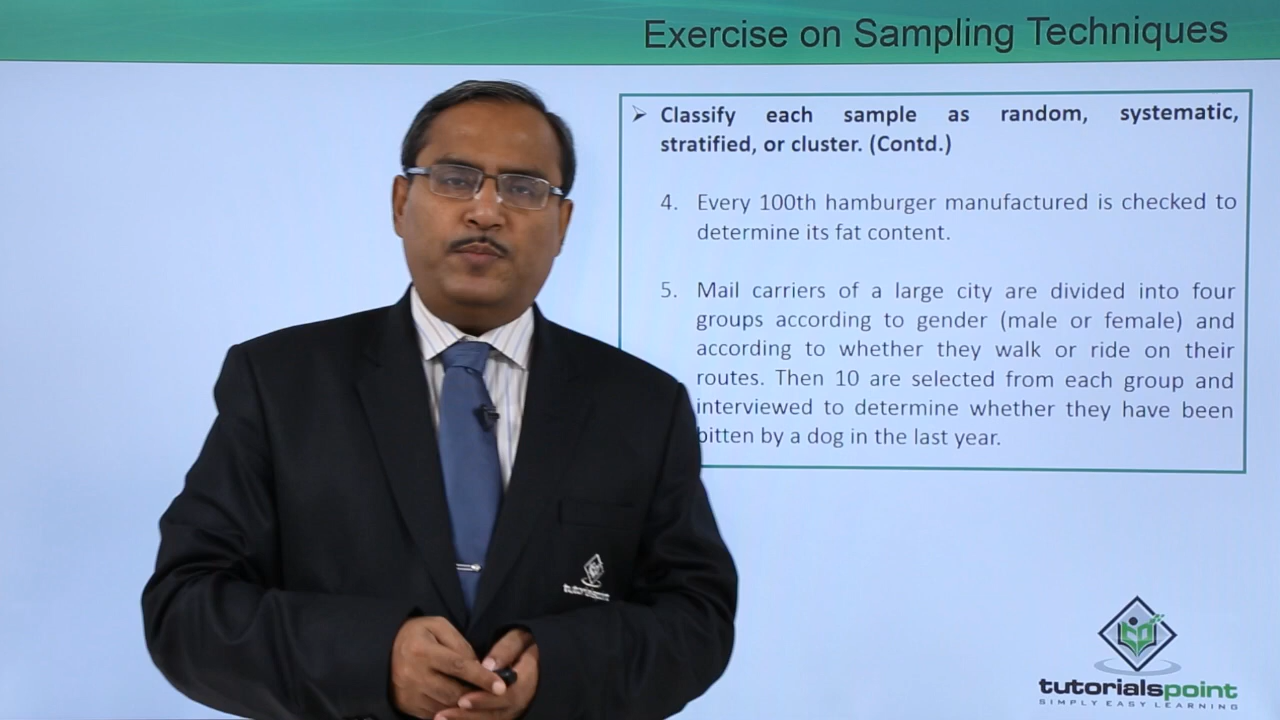 Exercise on Sampling Techniques
➢ Classify each sample as random, systematic,
stratified, or cluster. (Contd.)
4. Every 100th hamburger manufactured is checked to
determine its fat content.
5. Mail carriers of a large city are divided into four
groups according to gender (male or female) and
according to whether they walk or ride on their
routes. Then 10 are selected from each group and
interviewed to determine whether they have been
bitten by a dog in the last year.
tutorialspoint
SIMPLY EASY LEARNING